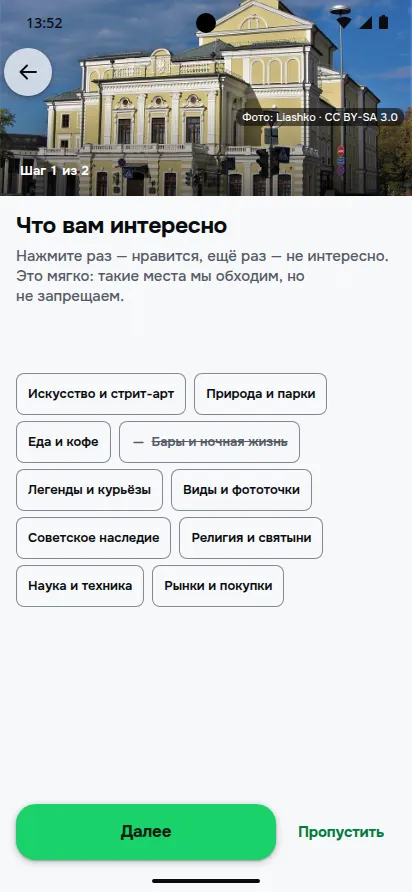 13:52
Фото: Liashko · CC BY-SA 3.0
Шаг 1 из 2
Что вам интересно
Нажмите раз — нравится, ещё раз — не интересно.
Это мягко: такие места мы обходим, но
не запрещаем.
Искусство и стрит-арт
Природа и парки
Еда и кофе
— Бары и ночная жизнь
Легенды и курьёзы
Виды и фототочки
Советское наследие
Религия и святыни
Наука и техника
Рынки и покупки
Далее
Пропустить